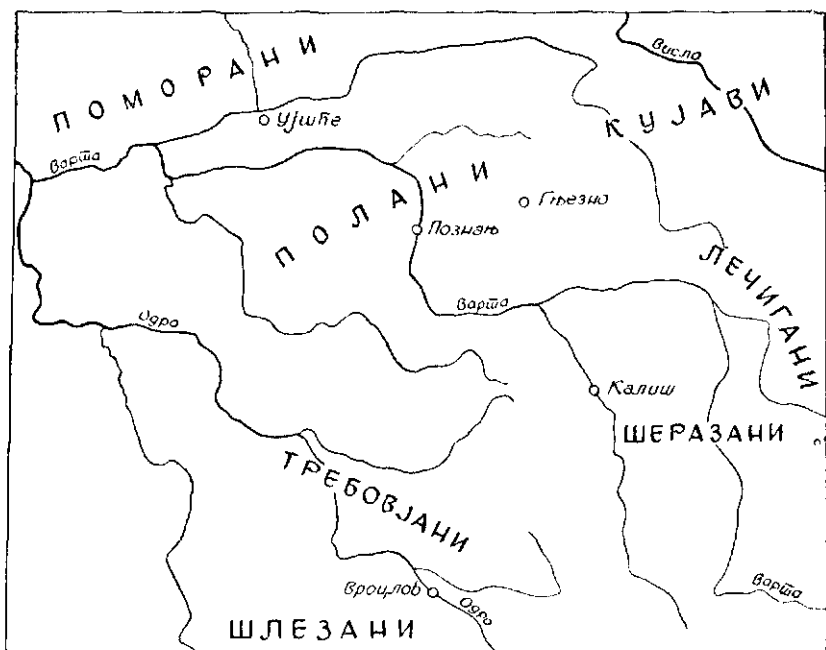 ПОМОРАНИ
Висла
КУЈАВИ
Ујшће
Варта
ПОЛАНИ
Гњезно
Познањ
ЛЕЧИГАНИ
Варта
Одра
Калиш
ШЕРАЗАНИ
ТРЕБОВЈАНИ
Варта
Вроцлов
Одра
ШЛЕЗАНИ